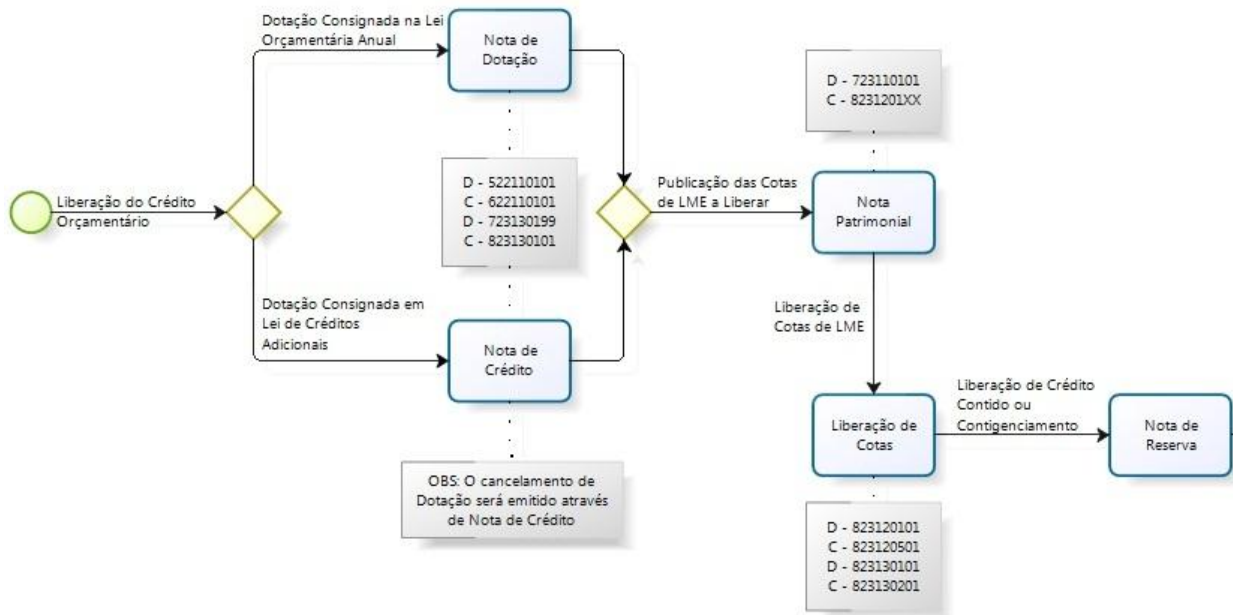 Dotação Consignada na Lei
Orçamentária Anual
Nota de
Dotação
D - 723110101
C - 8231201XX
Liberação do Crédito
Orçamentário
D - 522110101
C - 622110101
D - 723130199
C - 823130101
Publicação das Cotas
de LME a Liberar
Nota
Patrimonial
Dotação Consignada em
Lei de Créditos
Adicionais
Nota de
Crédito
Liberação de
Cotas de LME
Liberação de
Cotas
Liberação de Crédito
Contido ou
Contigenciamento
Nota de
Reserva
OBS: O cancelamento de
Dotação será emitido através
de Nota de Crédito
D - 823120101
C - 823120501
D - 823130101
C - 823130201